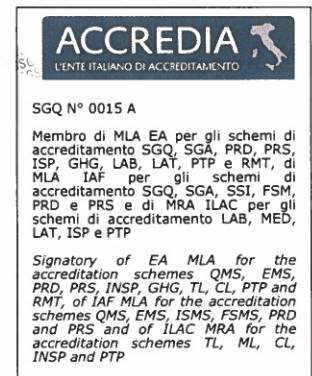 ACCREDIA
L'ENTE ITALIANO DI ACCREDITAMENTO
SGQ N° 0015 A
Membro di MLA EA per gli schemi di
accreditamento SGQ, SGA, PRD, PRS,
ISP, GHG, LAB, LAT, PTP e RMT, di
MLA IAF per gli schemi di
accreditamento SGQ, SGA, SSI, FSM,
PRD e PRS e di MRA ILAC per gli
schemi di accreditamento LAB, MED,
LAT, ISP e PTP
Signatory of EA MLA for the
accreditation schemes QMS, EMS,
PRD, PRS, INSP, GHG, TL, CL, PTP and
RMT, of IAF MLA for the accreditation
schemes QMS, EMS, ISMS, FSMS, PRD
and PRS and of ILAC MRA for the
accreditation schemes TL, ML, CL,
INSP and PTP